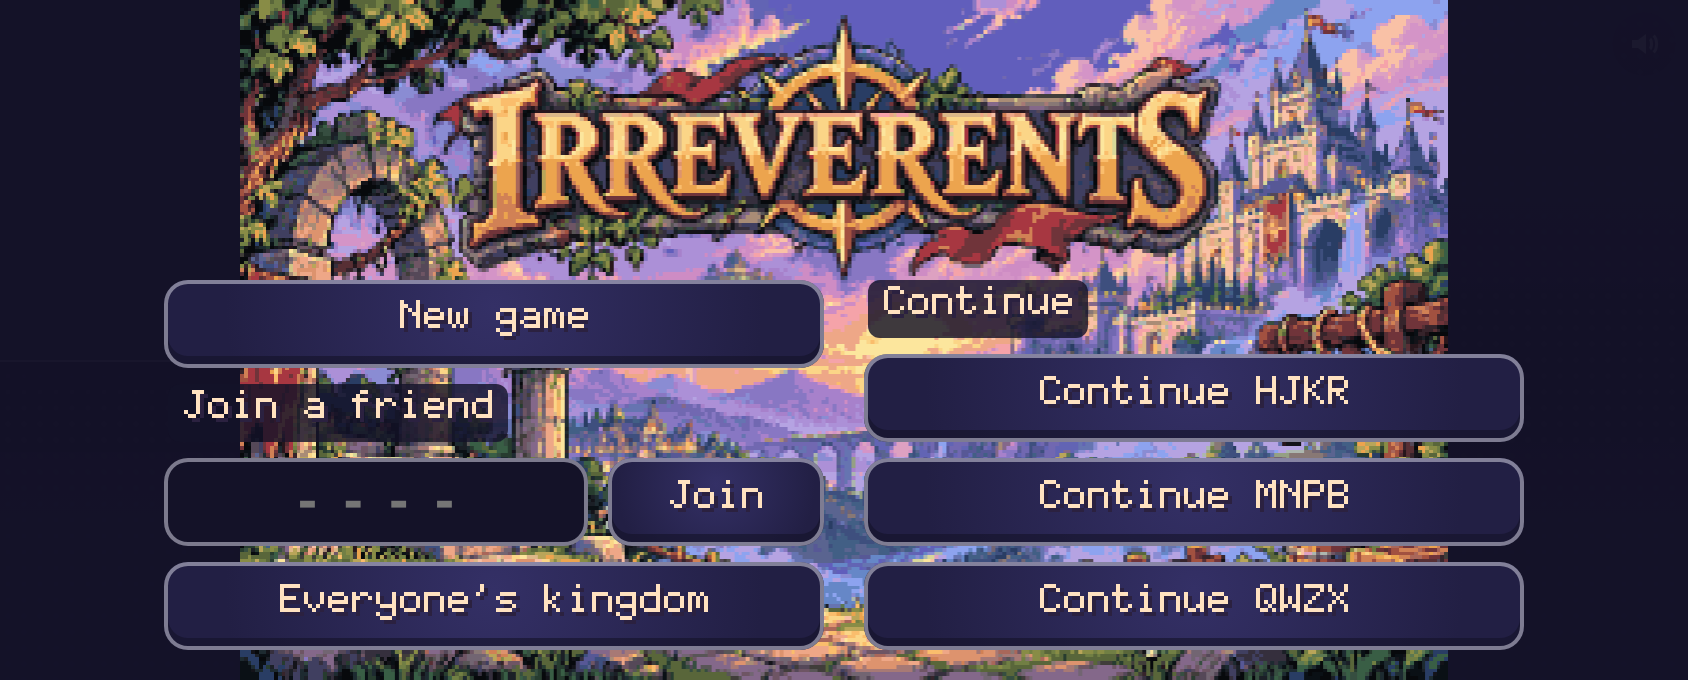 IRREVERENTS
New game
Join a friend
_ _ _ _
Join
Everyone's kingdom
Continue
Continue HJKR
Continue MNPB
Continue QWZX